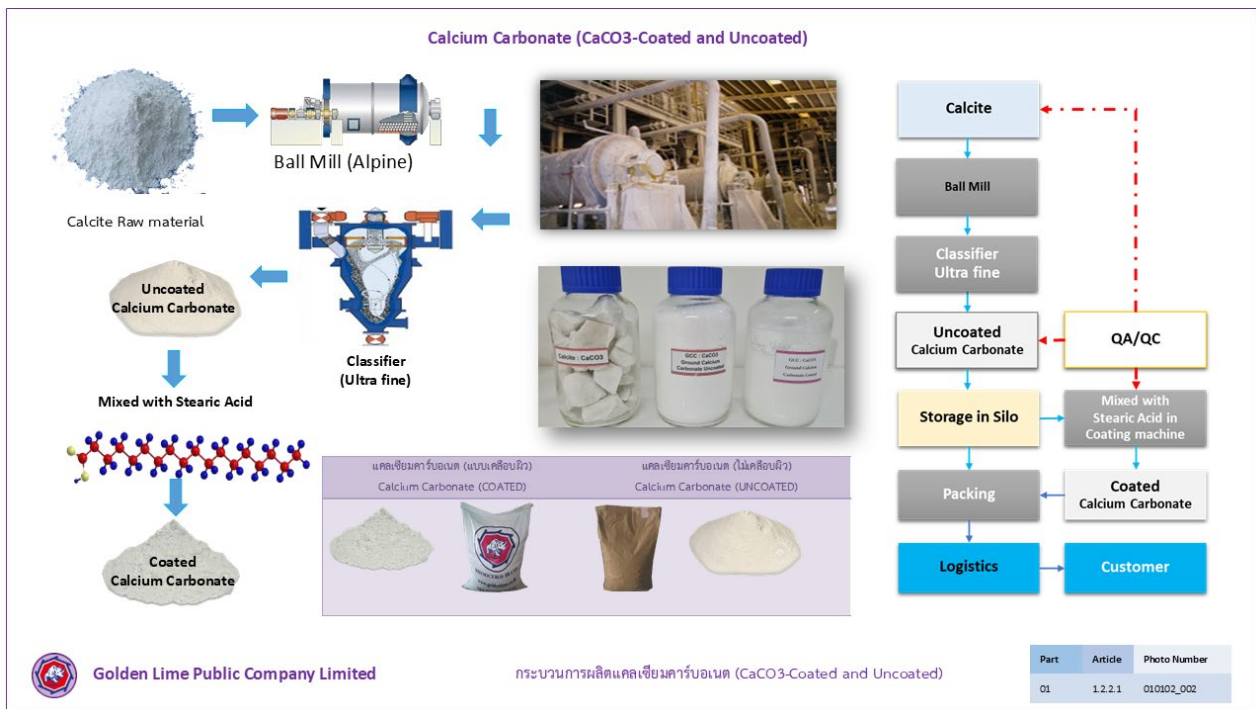 Calcium Carbonate (CaCO3-Coated and Uncoated)
Ball Mill (Alpine)
Calcite Raw material
Uncoated
Calcium Carbonate
Classifier
(Ultra fine)
Mixed with Stearic Acid
Coated
Calcium Carbonate
Calcite : CaCO3
GCC : CaCO3
Ground Calcium
Carbonate Uncoated
GCC : CaCO3
Ground Calcium
Carbonate Coated
แคลเซียมคาร์บอเนต (แบบเคลือบผิว)
Calcium Carbonate (COATED)
แคลเซียมคาร์บอเนต (ไม่เคลือบผิว)
Calcium Carbonate (UNCOATED)
Calcite
Ball Mill
Classifier
Ultra fine
Uncoated
Calcium Carbonate
QA/QC
Storage in Silo
Mixed with
Stearic Acid in
Coating machine
Packing
Coated
Calcium Carbonate
Logistics
Customer
Golden Lime Public Company Limited
กระบวนการผลิตแคลเซียมคาร์บอเนต (CaCO3-Coated and Uncoated)
Part Article Photo Number
01 1.2.2.1 010102_002